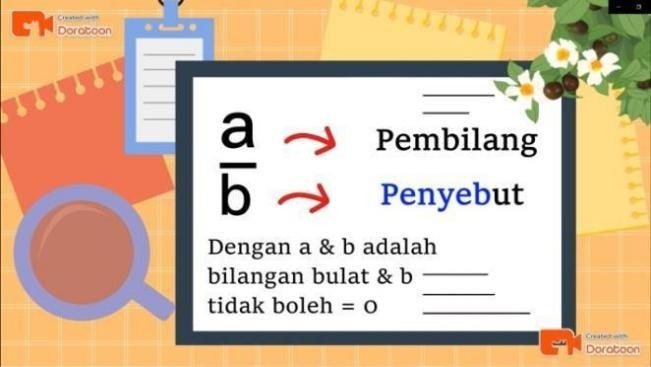 Created with
Doratoon
a
b
Pembilang
Penyebut
Dengan a & b adalah
bilangan bulat & b
tidak boleh = 0
Created with
Doratoon